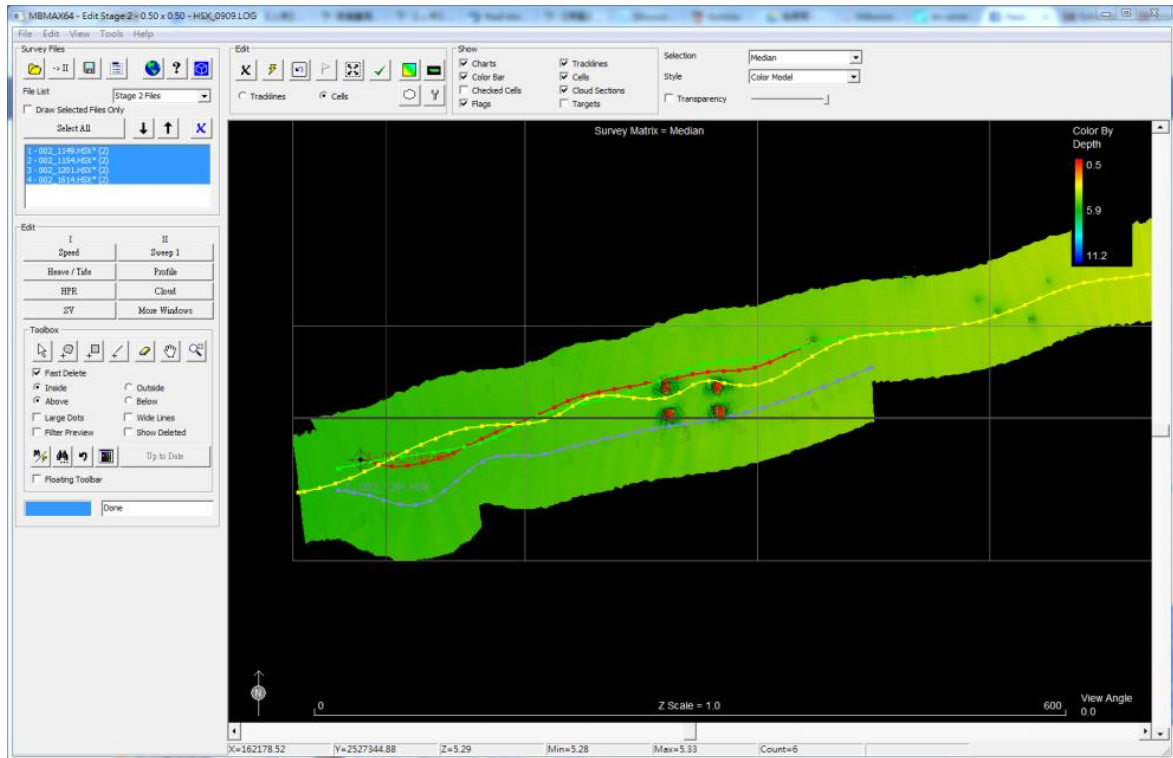 MBMAX64 - Edit Stage 2 - 0.50 x 0.50 - HSX_0909.LOG
File Edit View Tools Help
Survey Files
-> II
?
File List
Stage 2 Files
Draw Selected Files Only
Select All
X
1 - 002_1149.HSX* (2)
2 - 002_1154.HSX* (2)
3 - 002_1201.HSX* (2)
4 - 002_1614.HSX* (2)
Edit
I II
Speed Sweep 1
Heave / Tide Profile
HPR Cloud
SV More Windows
Toolbox
Fast Delete
Inside Outside
Above Below
Large Dots Wide Lines
Filter Preview Show Deleted
Up to Date
Floating Toolbar
Done
Edit
X
Tracklines Cells
Show
Charts Tracklines
Color Bar Cells
Checked Cells Cloud Sections
Flags Targets
Selection Median
Style Color Model
Transparency
Survey Matrix = Median
Color By
Depth
0.5
5.9
11.2
1201.HSX
N
0 Z Scale = 1.0 600
View Angle
0.0
X=162178.52 Y=2527344.88 Z=5.29 Min=5.28 Max=5.33 Count=6